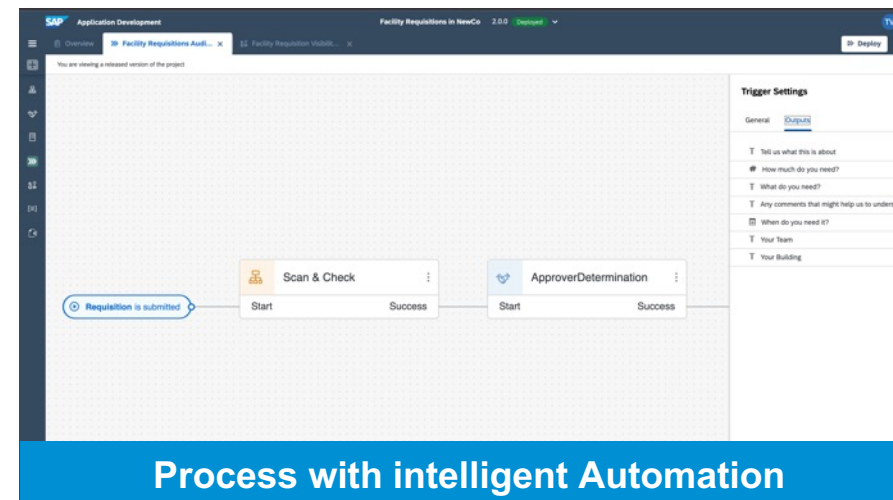 SAP Application Development Facility Requisitions in NewCo 2.0.0 Deployed TV
Overview Facility Requisitions Audi... Facility Requisition Visibilit... Deploy
You are viewing a released version of the project
Trigger Settings
General Outputs
Tell us what this is about
How much do you need?
What do you need?
Any comments that might help us to unders
When do you need it?
Your Team
Your Building
Scan & Check
ApproverDetermination
Requisition is submitted
Start Success
Start Success
Process with intelligent Automation